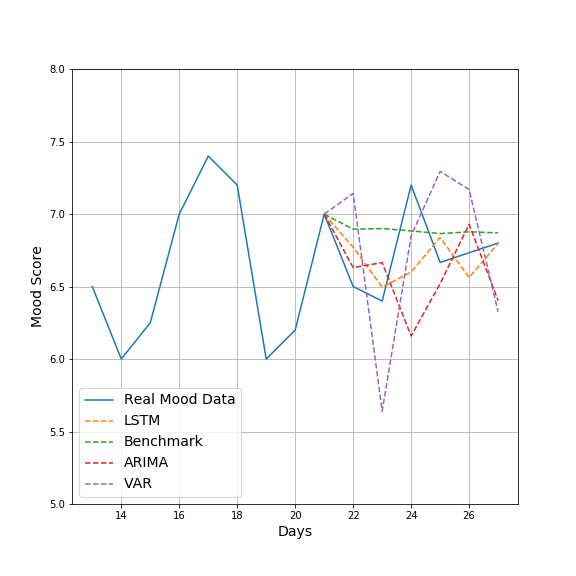 8.0
7.5
7.0
6.5
6.0
5.5
5.0
Mood Score
Real Mood Data
LSTM
Benchmark
ARIMA
VAR
14 16 18 20 22 24 26
Days